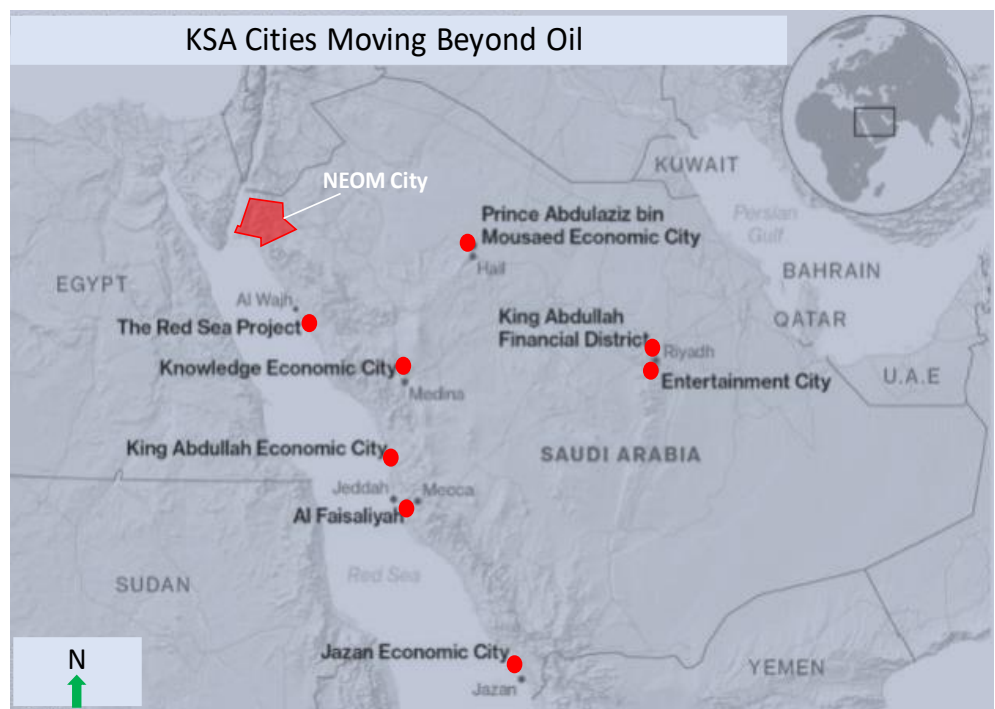 KSA Cities Moving Beyond Oil
KUWAIT
NEOM City
Prince Abdulaziz bin
Mousaed Economic City
Persian
Gulf
Hail
BAHRAIN
EGYPT
Al Wajh
The Red Sea Project
King Abdullah
Financial District
QATAR
Riyadh
Knowledge Economic City
Medina
Entertainment City
U.A.E
King Abdullah Economic City
SAUDI ARABIA
Jeddah
Mecca
Al Faisaliyah
Red Sea
SUDAN
Jazan Economic City
Jazan
YEMEN
N